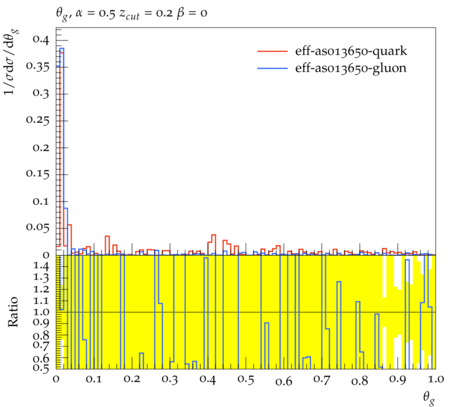 θg, α = 0.5 zcut = 0.2 β = 0
1/σdσ/dθg
0.4
0.35
0.3
0.25
0.2
0.15
0.1
0.05
0
eff-as013650-quark
eff-as013650-gluon
Ratio
1.4
1.3
1.2
1.1
1.0
0.9
0.8
0.7
0.6
0.5
0 0.1 0.2 0.3 0.4 0.5 0.6 0.7 0.8 0.9 1.0
θg